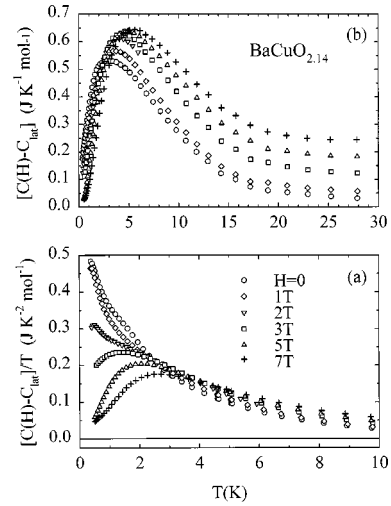 0.7
0.6
0.5
0.4
0.3
0.2
0.1
0.0
[C(H)-C_lat] (J K⁻¹ mol⁻¹)
BaCuO₂.₁₄
(b)
0 5 10 15 20 25 30
0.5
0.4
0.3
0.2
0.1
0.0
[C(H)-C_lat]/T (J K⁻² mol⁻¹)
(a)
H=0
1T
2T
3T
5T
7T
0 2 4 6 8 10
T(K)